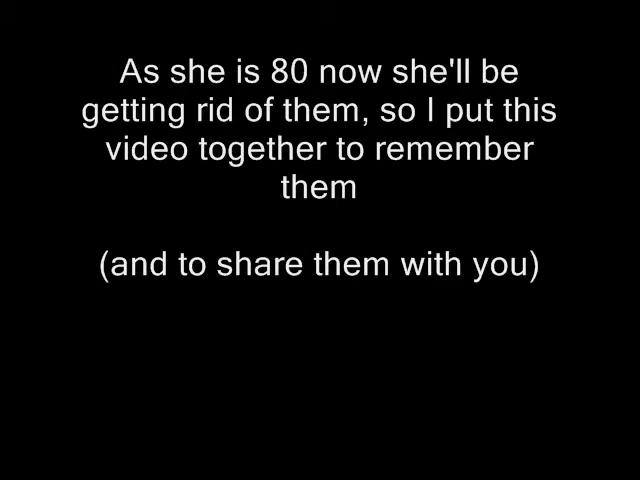 As she is 80 now she'll be
getting rid of them, so I put this
video together to remember
them
(and to share them with you)